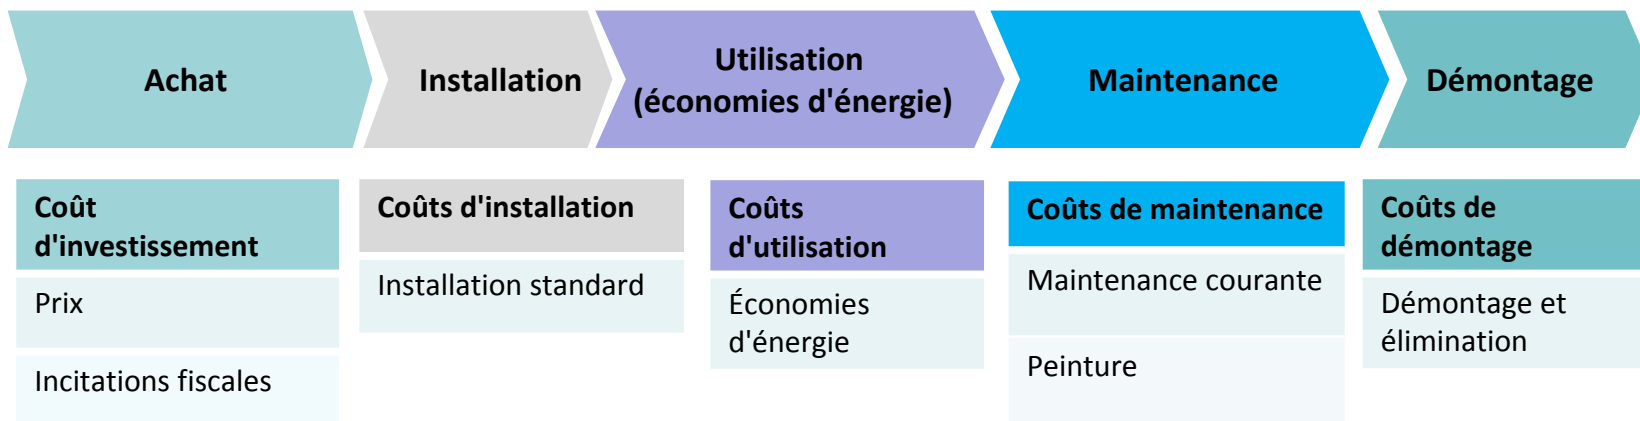 Achat
Installation
Utilisation
(économies d'énergie)
Maintenance
Démontage
Coût
d'investissement
Prix
Incitations fiscales
Coûts d'installation
Installation standard
Coûts
d'utilisation
Économies
d'énergie
Coûts de maintenance
Maintenance courante
Peinture
Coûts de
démontage
Démontage et
élimination